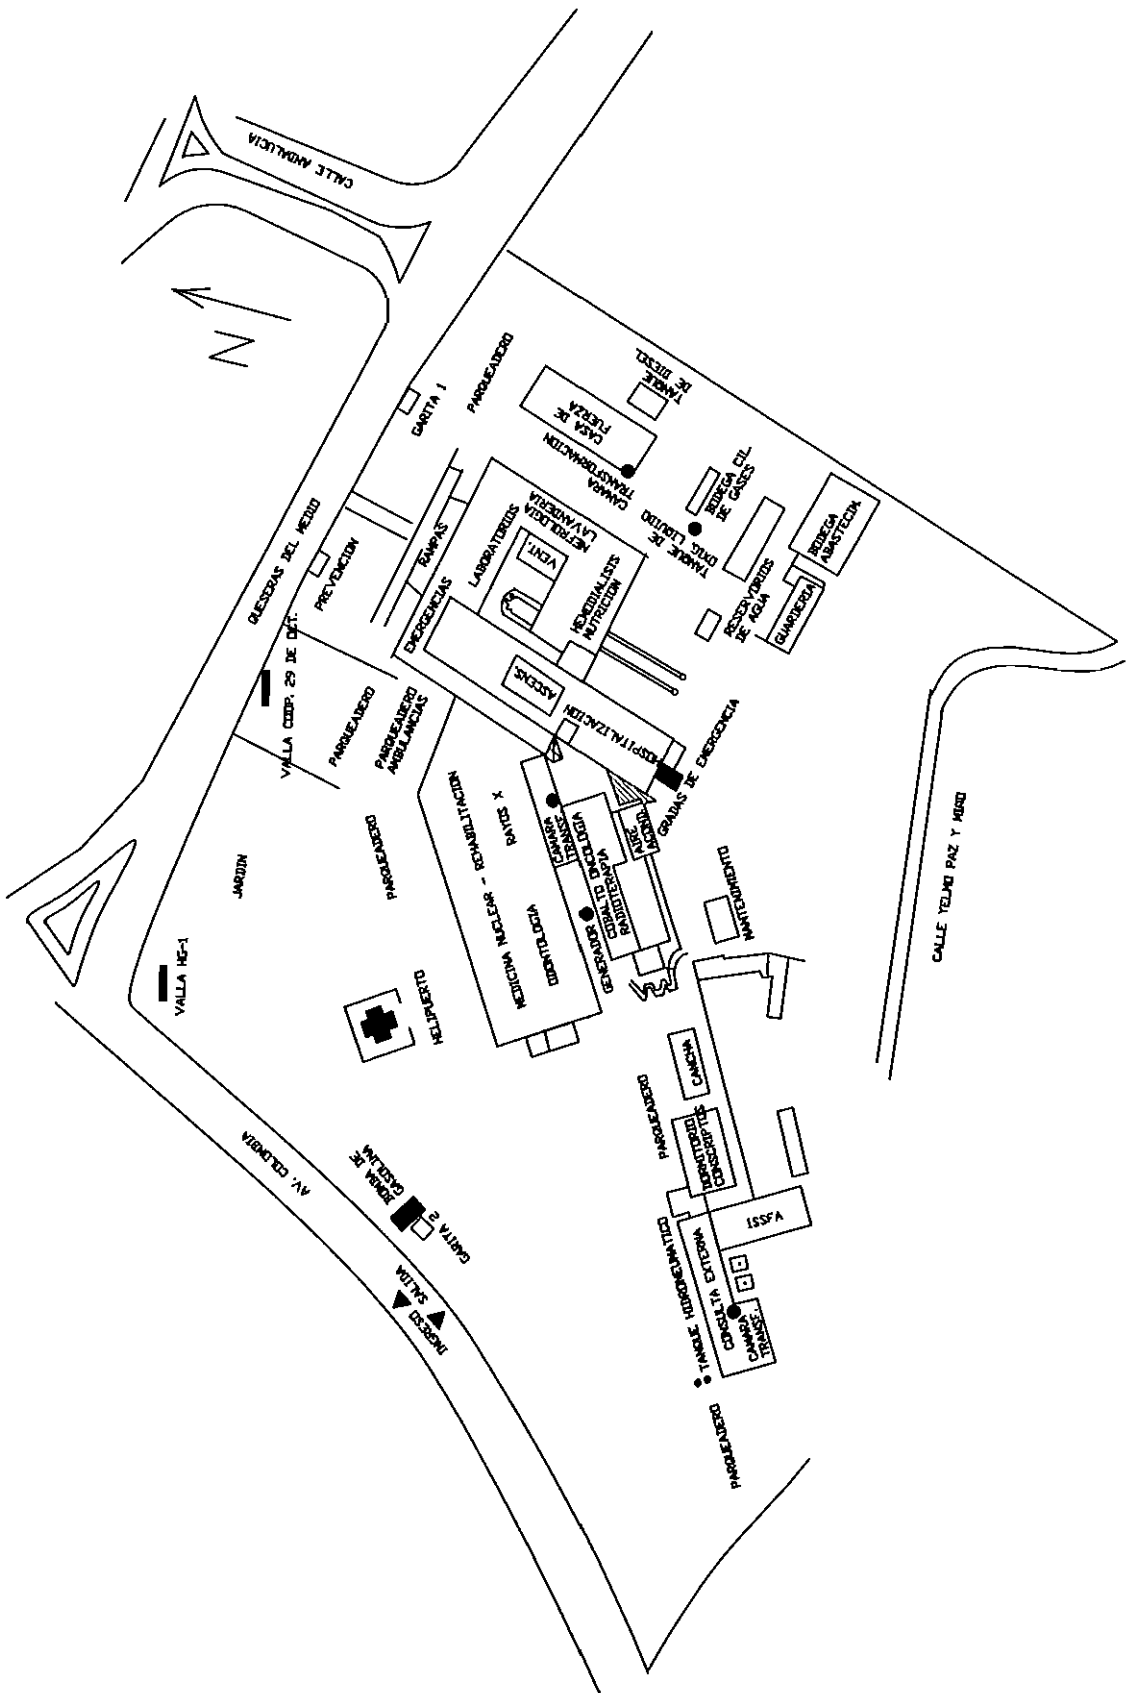 CALLE ANDALUCIA
N
PARQUEADERO
GARITA 1
TANQUE
DE DIESEL
CASA DE
FUERZA
CAMARA
TRANSFORMACION
BODEGA CIL.
DE GASES
TANQUE DE
OXIG. LIQUIDO
BODEGA
ABASTECIM.
RESERVORIOS
DE AGUA
GUARDERIA
QUESERAS DEL MEDIO
PREVENCION
RAMPAS
EMERGENCIAS
LABORATORIOS
NEFROLOGIA
LAVANDERIA
VENT.
HEMODIALISIS
NUTRICION
ASCENS.
HOSPITALIZACION
GRADAS DE EMERGENCIA
VALLA COOP. 29 DE OCT.
PARQUEADERO
PARQUEADERO
AMBULANCIAS
PARQUEADERO
JARDIN
VALLA HG-1
MEDICINA NUCLEAR - REHABILITACION
RAYOS X
ODONTOLOGIA
CAMARA
TRANSF.
COBALTO ONCOLOGIA
RADIOTERAPIA
AIRE
ACOND.
GENERADOR
MANTENIMIENTO
CALLE YELMO PAZ Y MIÑO
HELIPUERTO
CANCHA
PARQUEADERO
DORMITORIO
CONSCRIPTOS
AV. COLOMBIA
BOMBA DE
GASOLINA
GARITA 2
INGRESO
SALIDA
ISSFA
TANQUE HIDRONEUMATICO
CONSULTA EXTERNA
CAMARA
TRANSF.
PARQUEADERO